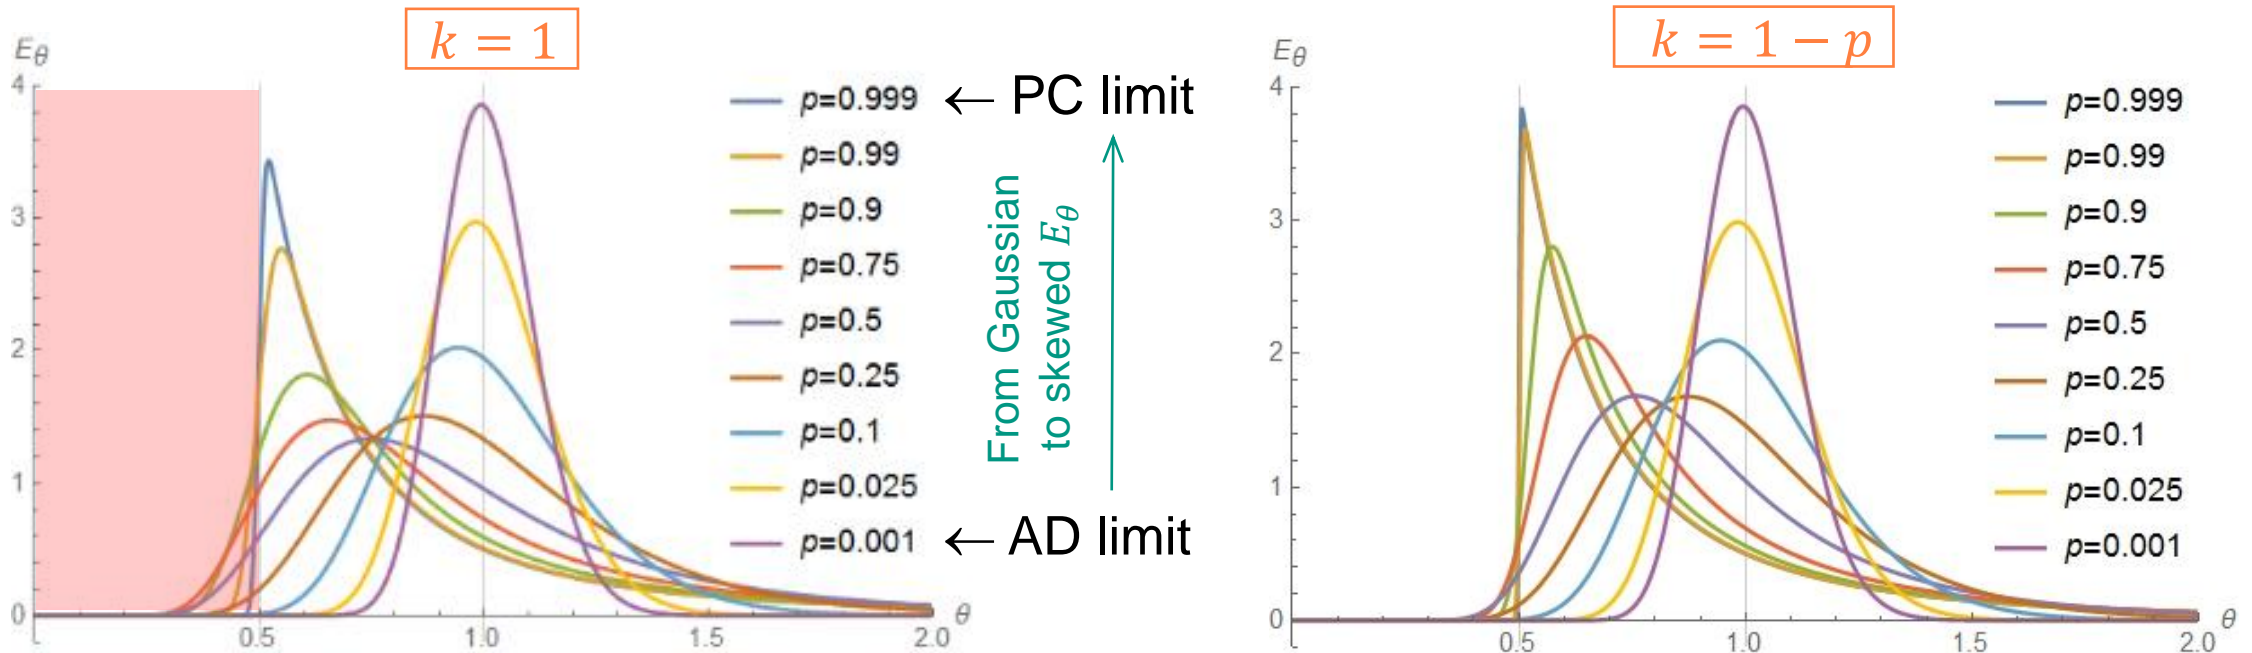 k = 1
E_θ
4
3
2
1
0
0.5
1.0
1.5
2.0
θ
p=0.999
p=0.99
p=0.9
p=0.75
p=0.5
p=0.25
p=0.1
p=0.025
p=0.001
← PC limit
From Gaussian
to skewed E_θ
← AD limit
k = 1 − p
E_θ
4
3
2
1
0
0.5
1.0
1.5
2.0
θ
p=0.999
p=0.99
p=0.9
p=0.75
p=0.5
p=0.25
p=0.1
p=0.025
p=0.001